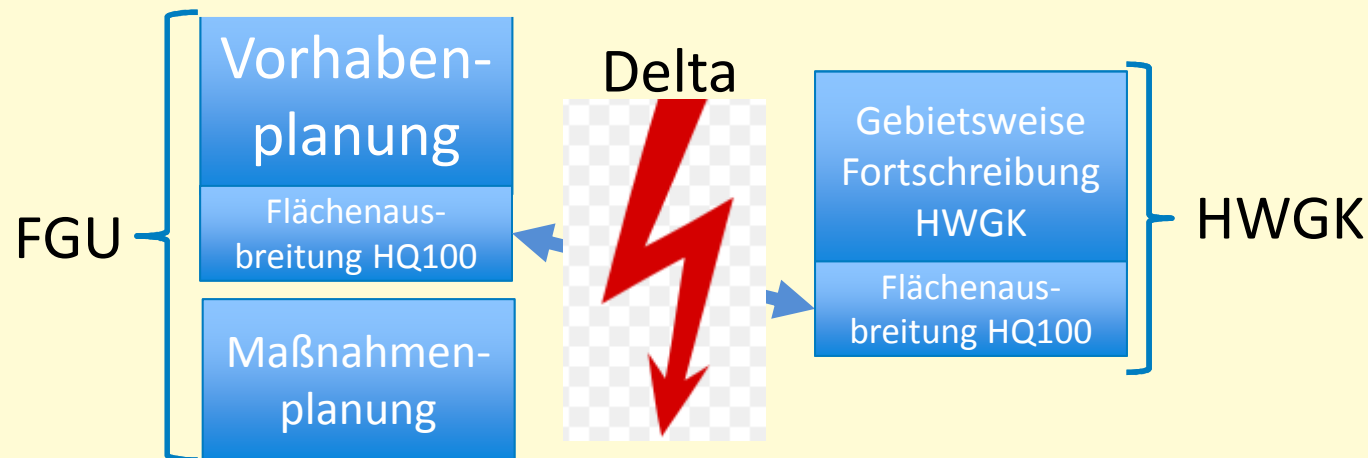 FGU
Vorhaben-
planung
Flächenaus-
breitung HQ100
Maßnahmen-
planung
Delta
Gebietsweise
Fortschreibung
HWGK
Flächenaus-
breitung HQ100
HWGK